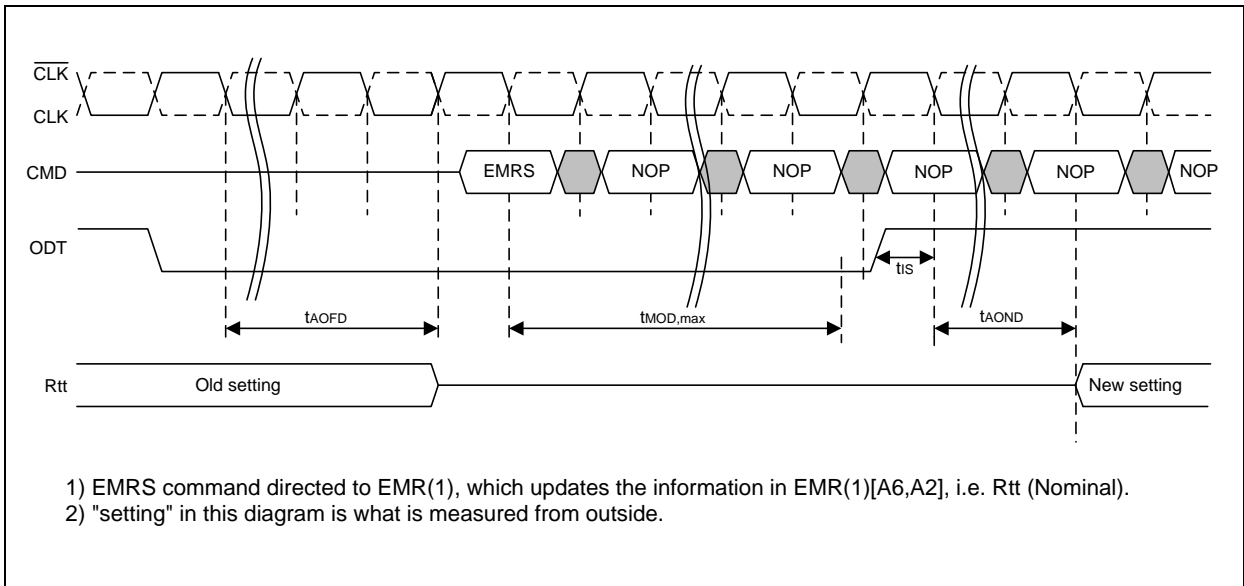 CLK
CLK
CMD
EMRS
NOP
NOP
NOP
NOP
NOP
ODT
tIS
tAOFD
tMOD,max
tAOND
Rtt
Old setting
New setting
1) EMRS command directed to EMR(1), which updates the information in EMR(1)[A6,A2], i.e. Rtt (Nominal).
2) "setting" in this diagram is what is measured from outside.